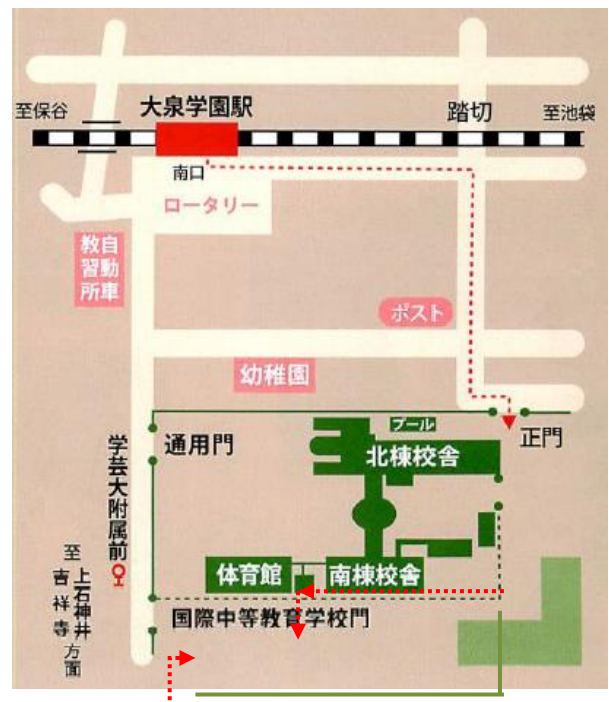 大泉学園駅
踏切
至保谷
至池袋
南口
ロータリー
自動車
教習所
ポスト
幼稚園
プール
正門
通用門
北棟校舎
学芸大附属前
体育館
南棟校舎
国際中等教育学校門
至
上石神井
吉祥寺
方面